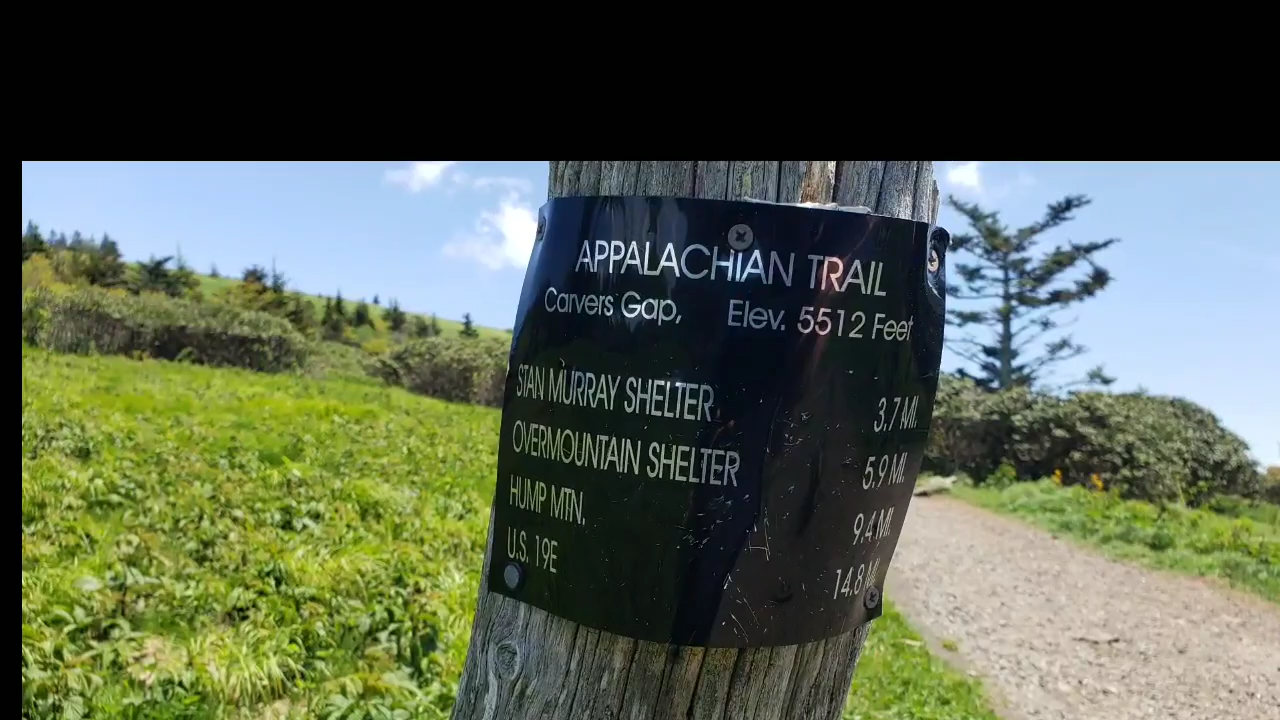 APPALACHIAN TRAIL
Carvers Gap, Elev. 5512 Feet
STAN MURRAY SHELTER 3.7 MI.
OVERMOUNTAIN SHELTER 5.9 MI.
HUMP MTN. 9.4 MI.
U.S. 19E 14.8 MI.